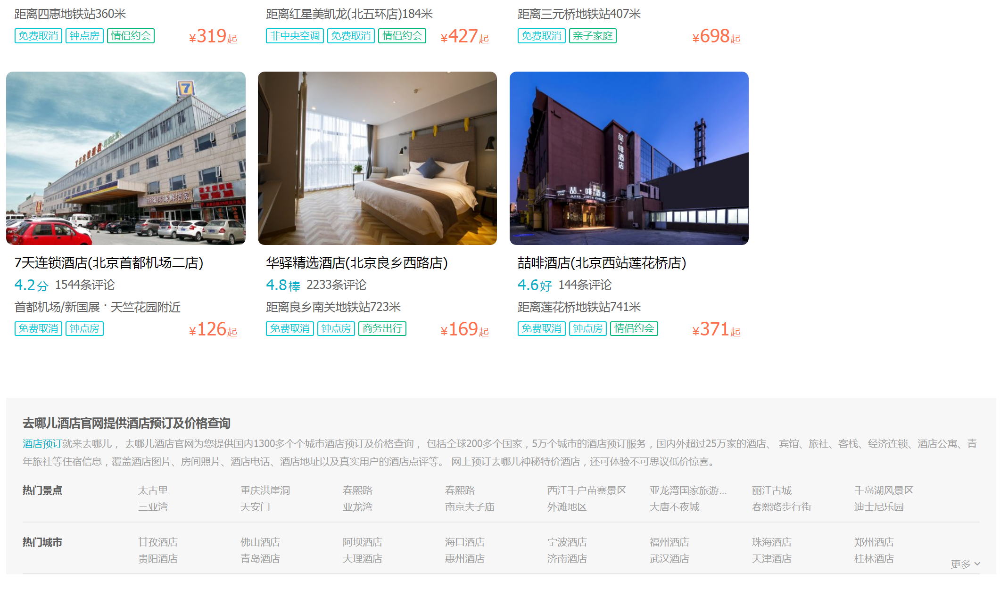 距离四惠地铁站360米
免费取消 钟点房 情侣约会 ¥319起
距离红星美凯龙(北五环店)184米
非中央空调 免费取消 情侣约会 ¥427起
距离三元桥地铁站407米
免费取消 亲子家庭 ¥698起
7
7天连锁酒店
7天连锁酒店(北京首都机场二店)
4.2分 1544条评论
首都机场/新国展 · 天竺花园附近
免费取消 钟点房 ¥126起
华驿精选酒店(北京良乡西路店)
4.8棒 2233条评论
距离良乡南关地铁站723米
免费取消 钟点房 商务出行 ¥169起
喆·啡酒店
喆·啡酒店
JAMES JOYCE COFFETEL
喆啡酒店(北京西站莲花桥店)
4.6好 144条评论
距离莲花桥地铁站741米
免费取消 钟点房 情侣约会 ¥371起
去哪儿酒店官网提供酒店预订及价格查询
酒店预订就来去哪儿， 去哪儿酒店官网为您提供国内1300多个个城市酒店预订及价格查询， 包括全球200多个国家，5万个城市的酒店预订服务，国内外超过25万家的酒店、 宾馆、旅社、客栈、经济连锁、酒店公寓、青
年旅社等住宿信息，覆盖酒店图片、房间照片、酒店电话、酒店地址以及真实用户的酒店点评等。 网上预订去哪儿神秘特价酒店，还可体验不可思议低价惊喜。
热门景点 太古里 重庆洪崖洞 春熙路 春熙路 西江千户苗寨景区 亚龙湾国家旅游... 丽江古城 千岛湖风景区
三亚湾 天安门 亚龙湾 南京夫子庙 外滩地区 大唐不夜城 春熙路步行街 迪士尼乐园
热门城市 甘孜酒店 佛山酒店 阿坝酒店 海口酒店 宁波酒店 福州酒店 珠海酒店 郑州酒店
贵阳酒店 青岛酒店 大理酒店 惠州酒店 济南酒店 武汉酒店 天津酒店 桂林酒店
更多